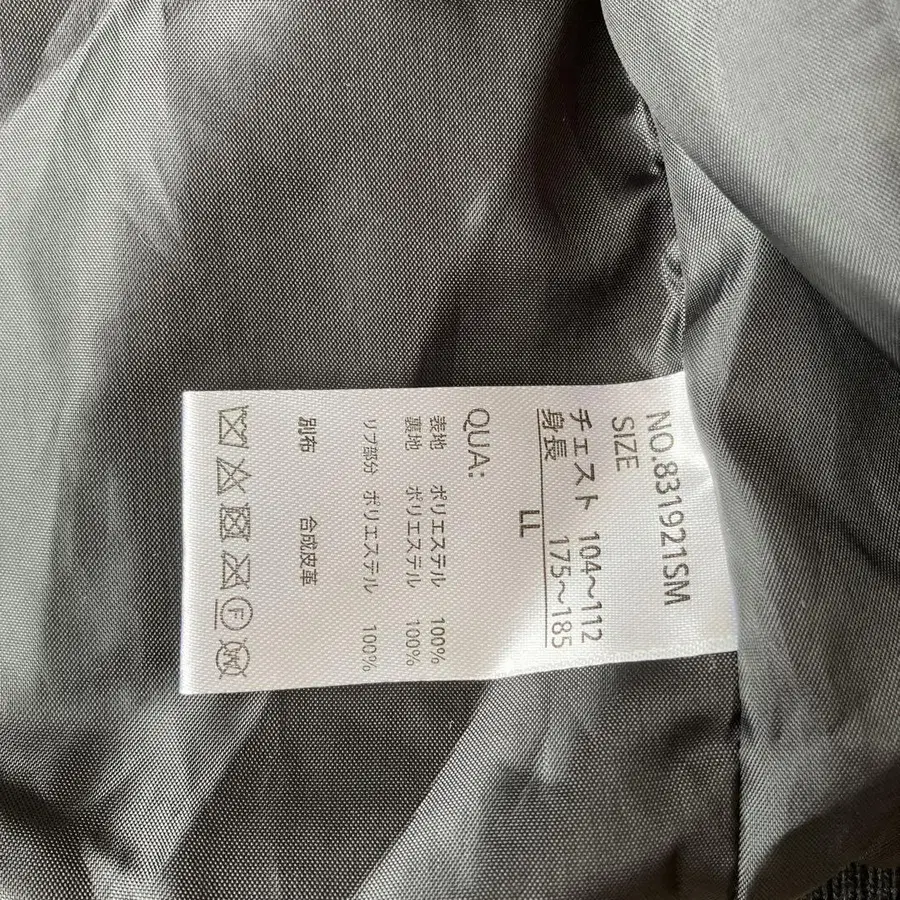 NO.831921SM
SIZE
チェスト 104~112
身長 175~185
LL
QUA:
表地 ポリエステル 100%
裏地 ポリエステル 100%
リブ部分 ポリエステル 100%
別布 合成皮革
F
W